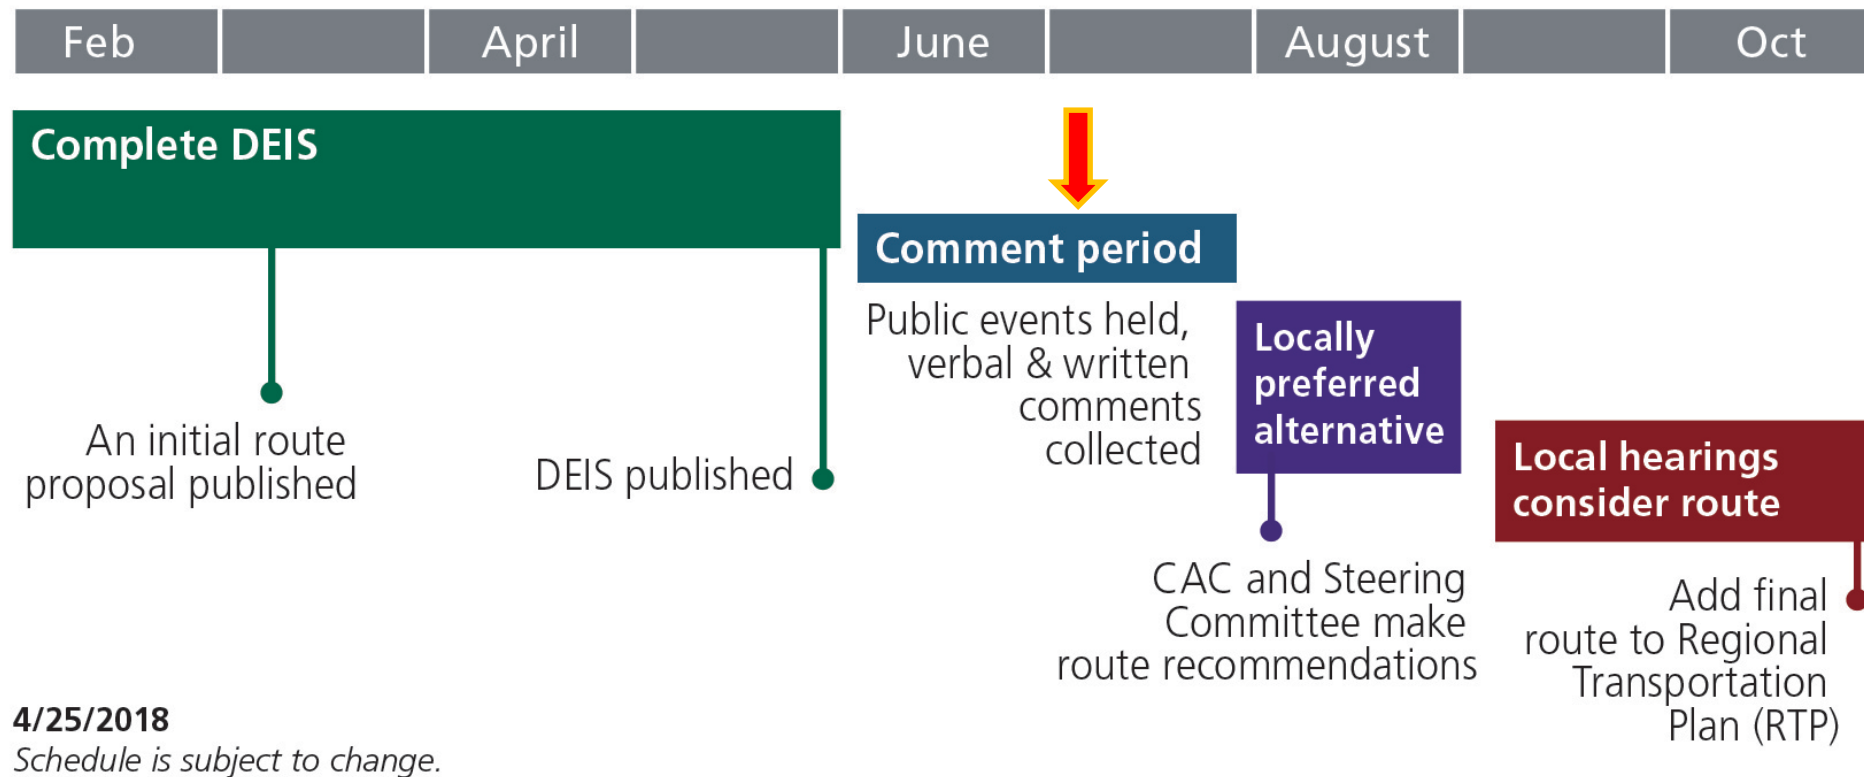 Feb April June August Oct
Complete DEIS
An initial route
proposal published
DEIS published
Comment period
Public events held,
verbal & written
comments
collected
Locally
preferred
alternative
CAC and Steering
Committee make
route recommendations
Local hearings
consider route
Add final
route to Regional
Transportation
Plan (RTP)
4/25/2018
Schedule is subject to change.